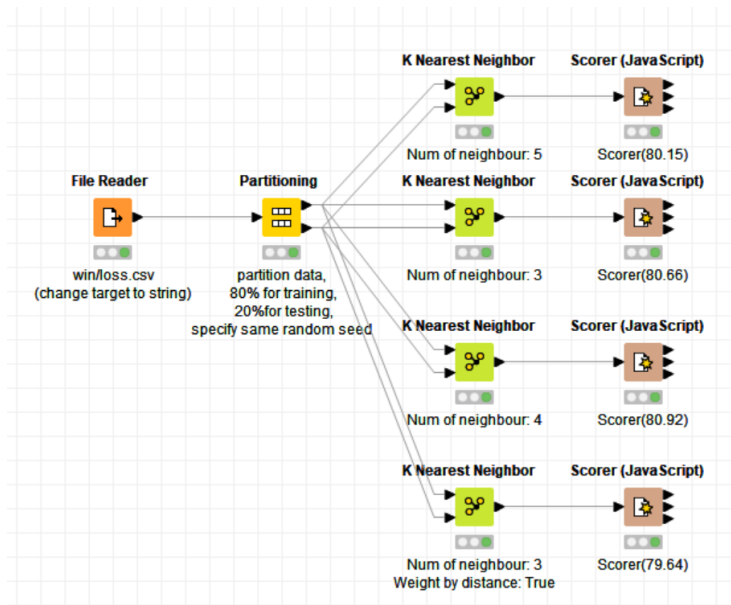 K Nearest Neighbor
Scorer (JavaScript)
Num of neighbour: 5
Scorer(80.15)
File Reader
Partitioning
K Nearest Neighbor
Scorer (JavaScript)
win/loss.csv
(change target to string)
partition data,
80% for training,
20%for testing,
specify same random seed
Num of neighbour: 3
Scorer(80.66)
K Nearest Neighbor
Scorer (JavaScript)
Num of neighbour: 4
Scorer(80.92)
K Nearest Neighbor
Scorer (JavaScript)
Num of neighbour: 3
Weight by distance: True
Scorer(79.64)